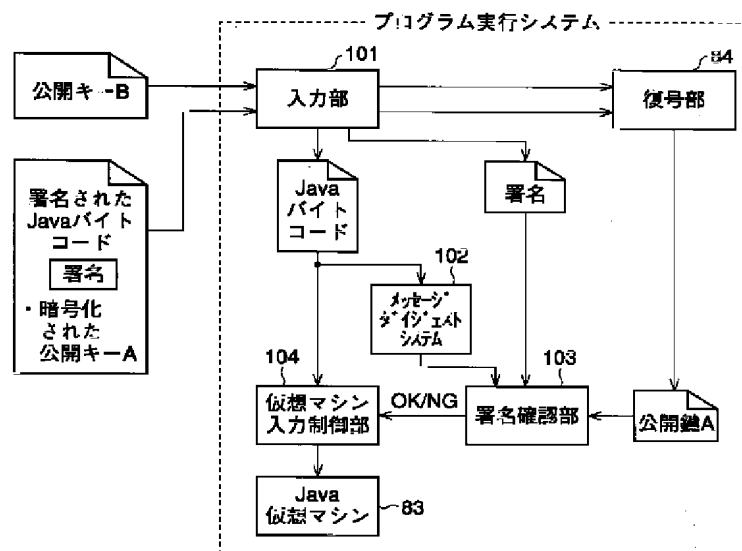 プログラム実行システム
公開キーB
101
入力部
84
復号部
署名された
Javaバイト
コード
署名
・暗号化
された
公開キーA
Java
バイト
コード
署名
102
メッセージ
ダイジェスト
システム
104
仮想マシン
入力制御部
OK/NG
103
署名確認部
公開鍵A
Java
仮想マシン
83